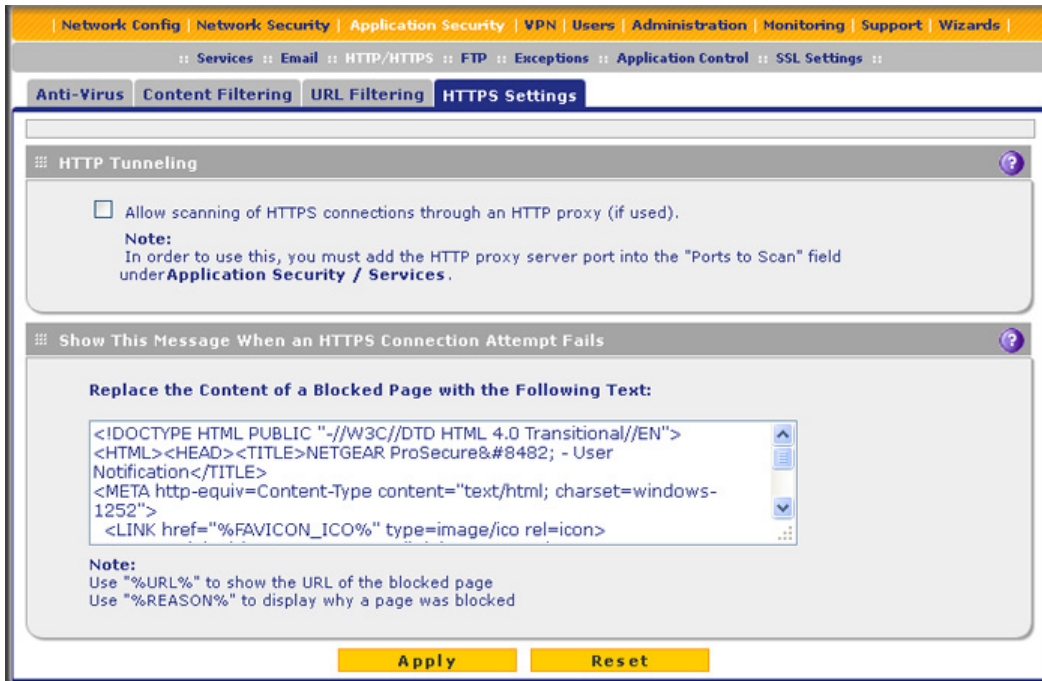 | Network Config | Network Security | Application Security | VPN | Users | Administration | Monitoring | Support | Wizards |
:: Services :: Email :: HTTP/HTTPS :: FTP :: Exceptions :: Application Control :: SSL Settings ::
Anti-Virus Content Filtering URL Filtering HTTPS Settings
HTTP Tunneling ?
Allow scanning of HTTPS connections through an HTTP proxy (if used).
Note:
In order to use this, you must add the HTTP proxy server port into the "Ports to Scan" field
under Application Security / Services.
Show This Message When an HTTPS Connection Attempt Fails ?
Replace the Content of a Blocked Page with the Following Text:
<!DOCTYPE HTML PUBLIC "-//W3C//DTD HTML 4.0 Transitional//EN">
<HTML><HEAD><TITLE>NETGEAR ProSecure&#8482; - User
Notification</TITLE>
<META http-equiv=Content-Type content="text/html; charset=windows-
1252">
<LINK href="%FAVICON_ICO%" type=image/ico rel=icon>
Note:
Use "%URL%" to show the URL of the blocked page
Use "%REASON%" to display why a page was blocked
Apply Reset